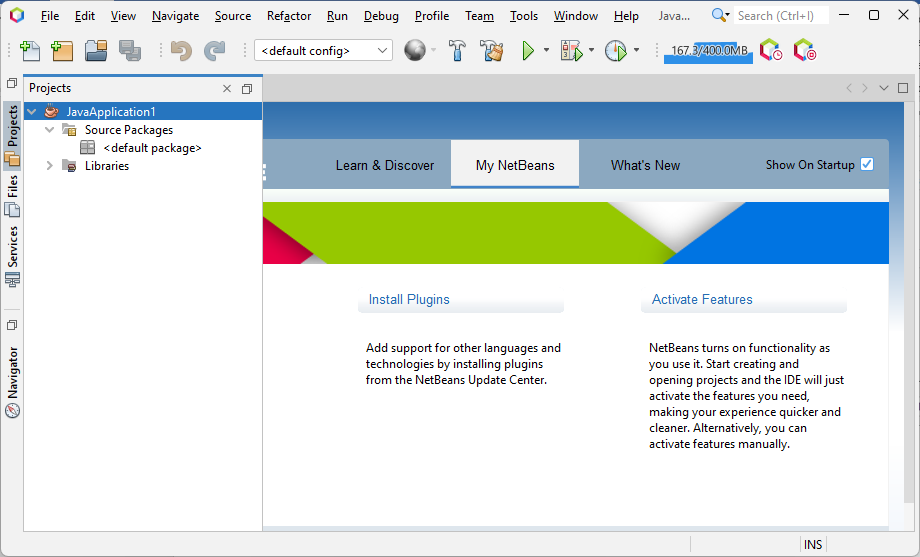 File Edit View Navigate Source Refactor Run Debug Profile Team Tools Window Help Java... Search (Ctrl+I)
<default config> 167.3/400.0MB
Projects
JavaApplication1
Source Packages
<default package>
Libraries
Projects
Files
Services
Navigator
Learn & Discover My NetBeans What's New Show On Startup
Install Plugins
Add support for other languages and
technologies by installing plugins
from the NetBeans Update Center.
Activate Features
NetBeans turns on functionality as
you use it. Start creating and
opening projects and the IDE will just
activate the features you need,
making your experience quicker and
cleaner. Alternatively, you can
activate features manually.
INS